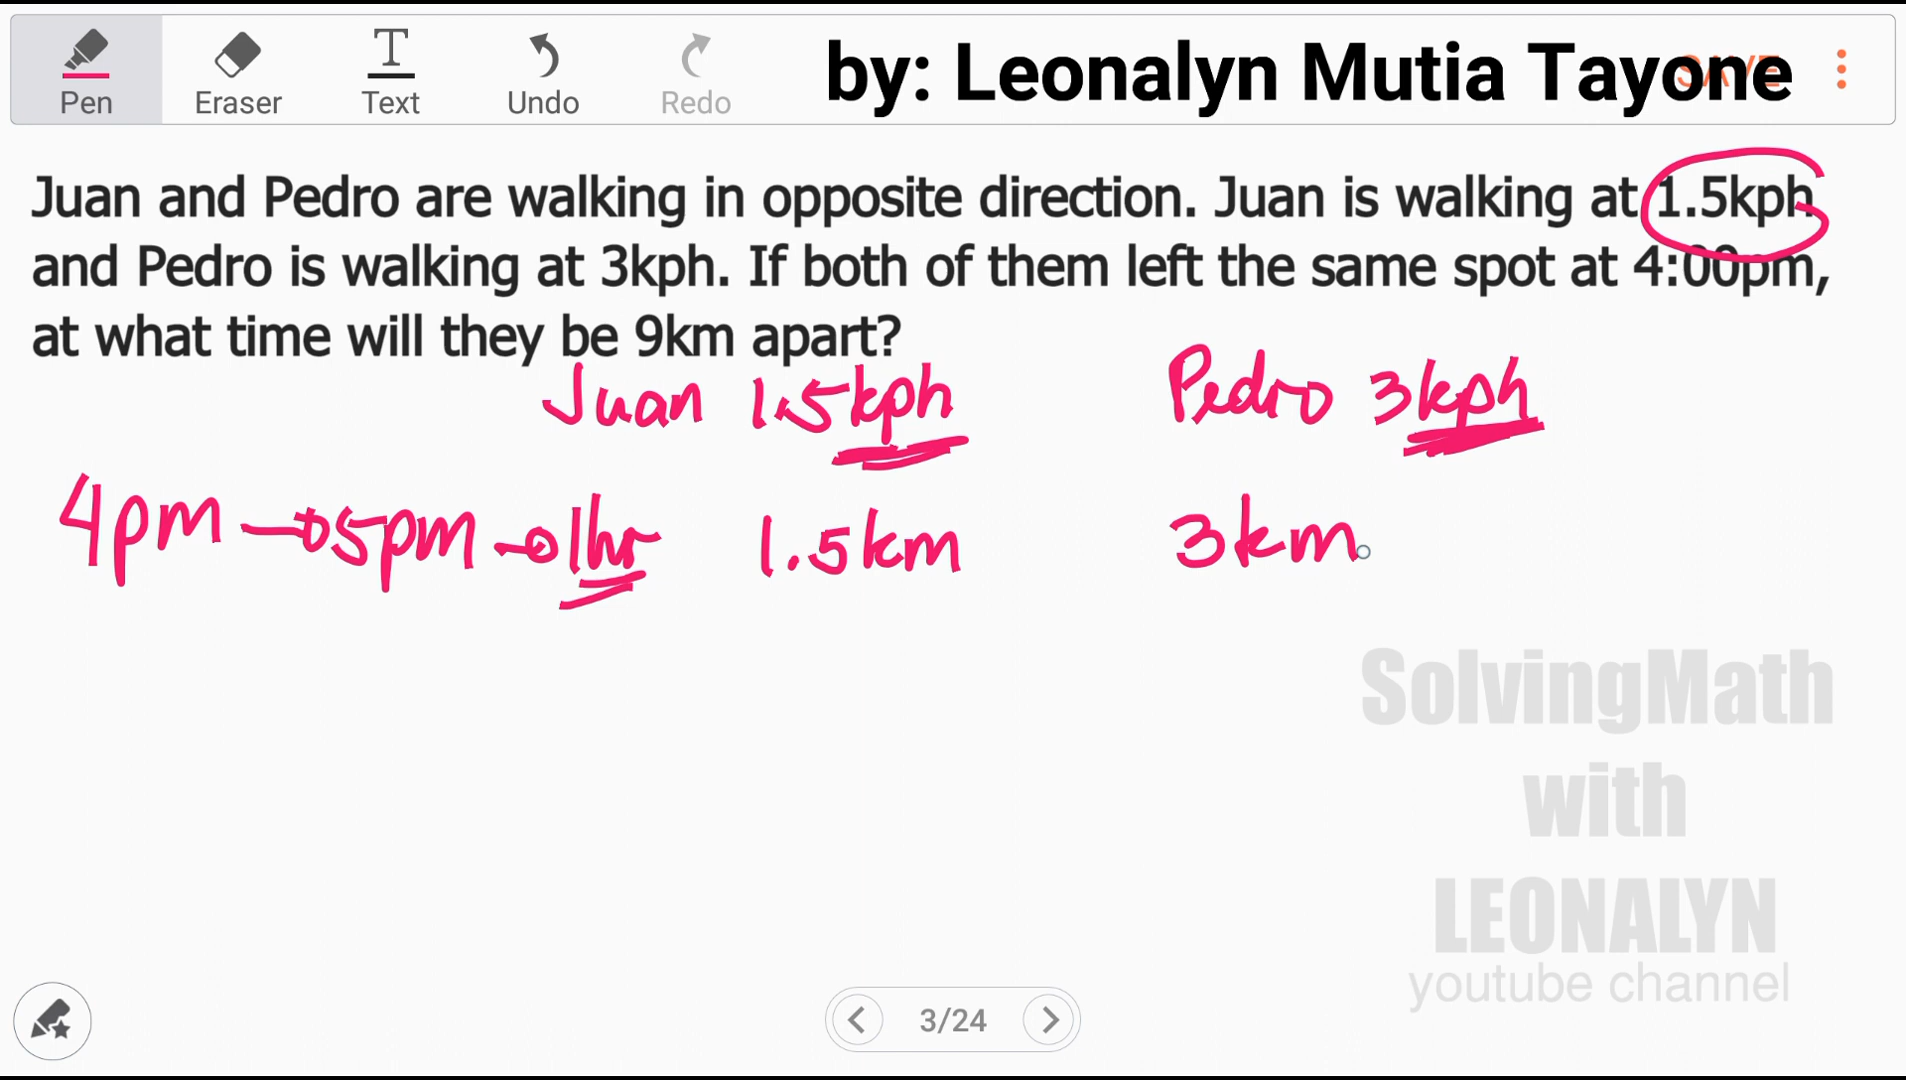 Pen
Eraser
Text
Undo
Redo
by: Leonalyn Mutia Tayone
SAVE
Juan and Pedro are walking in opposite direction. Juan is walking at 1.5kph
and Pedro is walking at 3kph. If both of them left the same spot at 4:00pm,
at what time will they be 9km apart?
Juan 1.5kph Pedro 3kph
4pm → 5pm → 1hr 1.5km 3km
SolvingMath
with
LEONALYN
youtube channel
3/24